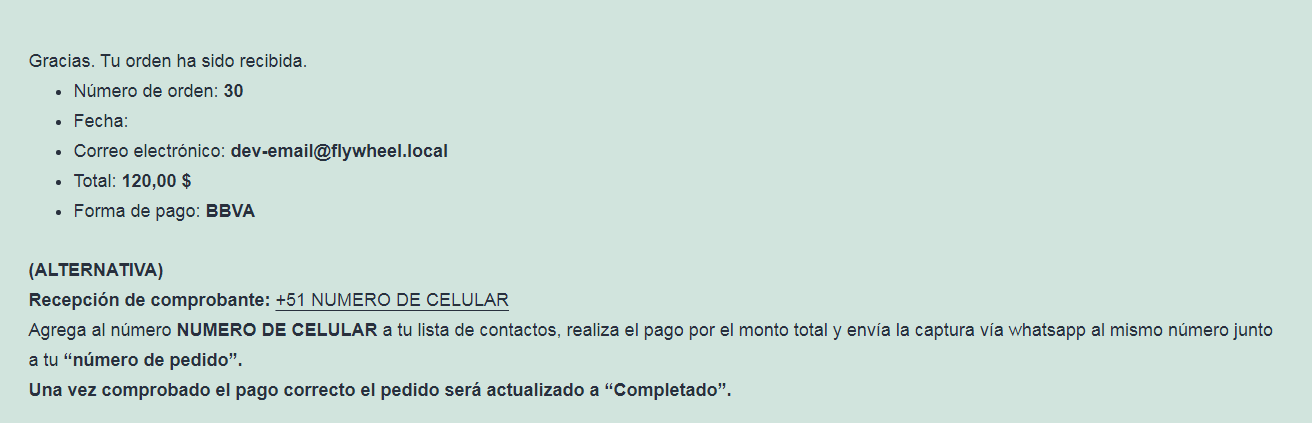 Gracias. Tu orden ha sido recibida.
• Número de orden: 30
• Fecha:
• Correo electrónico: dev-email@flywheel.local
• Total: 120,00 $
• Forma de pago: BBVA
(ALTERNATIVA)
Recepción de comprobante: +51 NUMERO DE CELULAR
Agrega al número NUMERO DE CELULAR a tu lista de contactos, realiza el pago por el monto total y envía la captura vía whatsapp al mismo número junto
a tu “número de pedido”.
Una vez comprobado el pago correcto el pedido será actualizado a “Completado”.